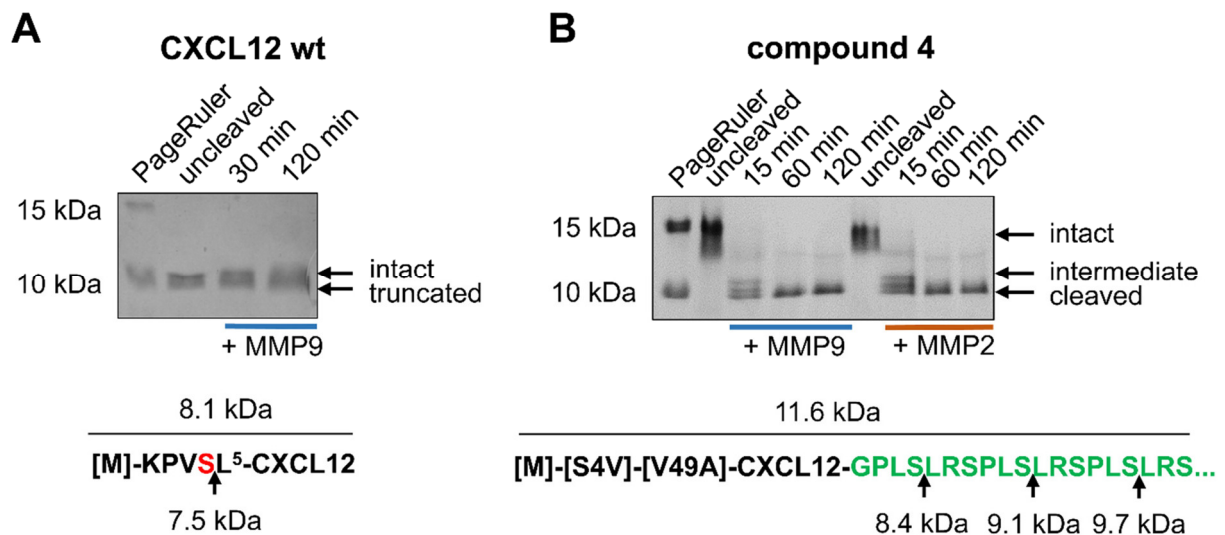 A
CXCL12 wt
PageRuler
uncleaved
30 min
120 min
15 kDa
10 kDa
intact
truncated
+ MMP9
8.1 kDa
[M]-KPVSL⁵-CXCL12
7.5 kDa
B
compound 4
PageRuler
uncleaved
15 min
60 min
120 min
uncleaved
15 min
60 min
120 min
15 kDa
10 kDa
intact
intermediate
cleaved
+ MMP9
+ MMP2
11.6 kDa
[M]-[S4V]-[V49A]-CXCL12-GPLSLRSPLSLRSPLSLRS...
8.4 kDa
9.1 kDa
9.7 kDa